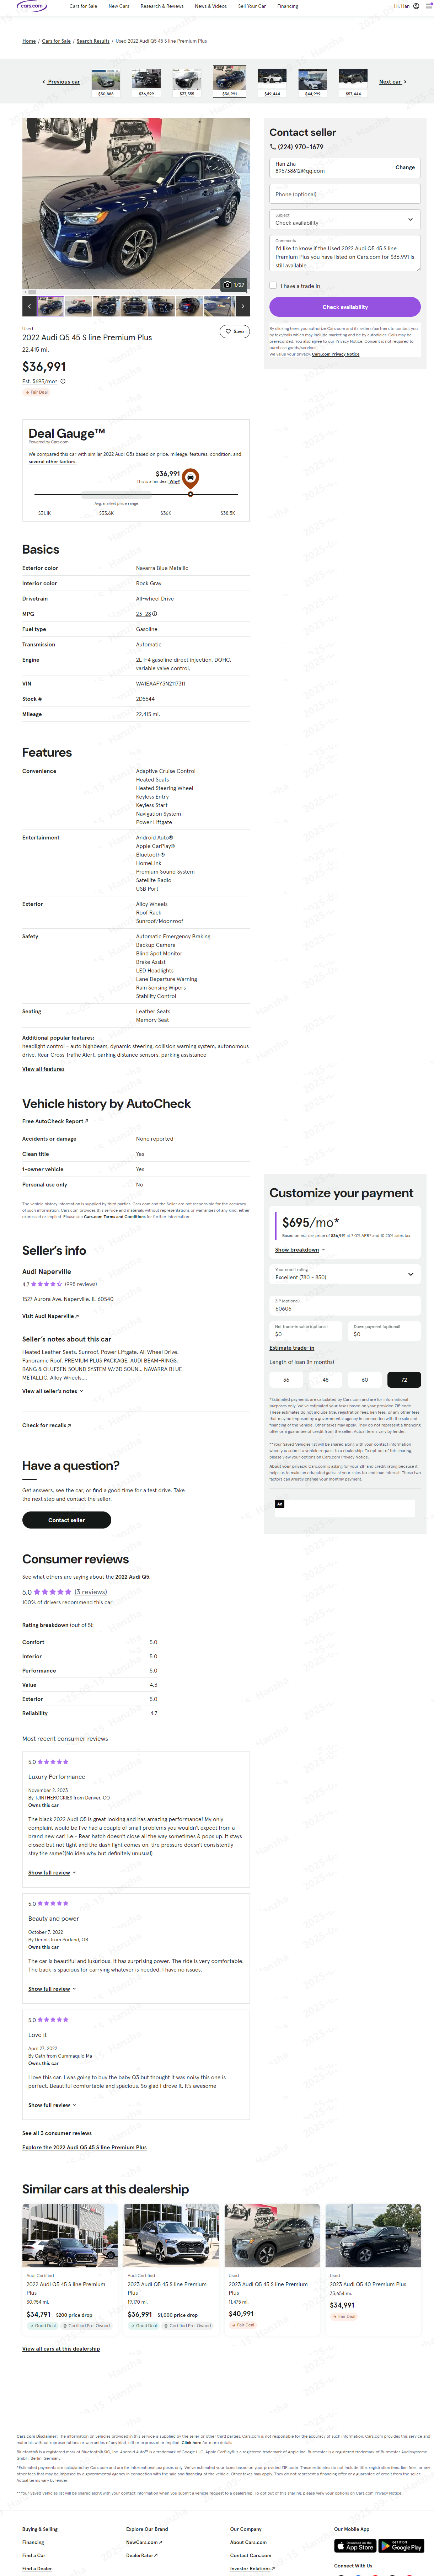 cars.com
Cars for Sale
New Cars
Research & Reviews
News & Videos
Sell Your Car
Financing
Hi, Han
Home / Cars for Sale / Search Results / Used 2022 Audi Q5 45 S line Premium Plus
Previous car
$30,888
$36,599
$37,555
$36,991
$49,444
$44,999
$57,444
Next car
1/27
Used
2022 Audi Q5 45 S line Premium Plus
22,415 mi.
$36,991
Est. $695/mo*
Fair Deal
Save
Contact seller
(224) 970-1679
Han Zha
895738612@qq.com
Change
Phone (optional)
Subject
Check availability
Comments
I'd like to know if the Used 2022 Audi Q5 45 S line
Premium Plus you have listed on Cars.com for $36,991 is
still available.
I have a trade in
Check availability
By clicking here, you authorize Cars.com and its sellers/partners to contact you
by text/calls which may include marketing and be by autodialer. Calls may be
prerecorded. You also agree to our Privacy Notice. Consent is not required to
purchase goods/services.
We value your privacy. Cars.com Privacy Notice
Deal Gauge™
Powered by Cars.com
We compared this car with similar 2022 Audi Q5s based on price, mileage, features, condition, and
several other factors.
$36,991
This is a fair deal. Why?
Avg. market price range
$31.1K
$33.6K
$36K
$38.5K
Basics
Exterior color Navarra Blue Metallic
Interior color Rock Gray
Drivetrain All-wheel Drive
MPG 23–28
Fuel type Gasoline
Transmission Automatic
Engine 2L I-4 gasoline direct injection, DOHC,
variable valve control,
VIN WA1EAAFY3N2117311
Stock # 2D5544
Mileage 22,415 mi.
Features
Convenience Adaptive Cruise Control
Heated Seats
Heated Steering Wheel
Keyless Entry
Keyless Start
Navigation System
Power Liftgate
Entertainment Android Auto®
Apple CarPlay®
Bluetooth®
HomeLink
Premium Sound System
Satellite Radio
USB Port
Exterior Alloy Wheels
Roof Rack
Sunroof/Moonroof
Safety Automatic Emergency Braking
Backup Camera
Blind Spot Monitor
Brake Assist
LED Headlights
Lane Departure Warning
Rain Sensing Wipers
Stability Control
Seating Leather Seats
Memory Seat
Additional popular features:
headlight control - auto highbeam, dynamic steering, collision warning system, autonomous
drive, Rear Cross Traffic Alert, parking distance sensors, parking assistance
View all features
Vehicle history by AutoCheck
Free AutoCheck Report
Accidents or damage None reported
Clean title Yes
1-owner vehicle Yes
Personal use only No
The vehicle history information is supplied by third parties. Cars.com and the Seller are not responsible for the accuracy
of such information. Cars.com provides this service and materials without representations or warranties of any kind, either
expressed or implied. Please see Cars.com Terms and Conditions for further information.
Seller's info
Audi Naperville
4.7 (998 reviews)
1527 Aurora Ave, Naperville, IL 60540
Visit Audi Naperville
Seller's notes about this car
Heated Leather Seats, Sunroof, Power Liftgate, All Wheel Drive,
Panoramic Roof, PREMIUM PLUS PACKAGE, AUDI BEAM-RINGS,
BANG & OLUFSEN SOUND SYSTEM W/3D SOUN... NAVARRA BLUE
METALLIC. Alloy Wheels....
View all seller's notes
Check for recalls
Have a question?
Get answers, see the car, or find a good time for a test drive. Take
the next step and contact the seller.
Contact seller
Customize your payment
$695/mo*
Based on est. car price of $36,991 at 7.0% APR* and 10.25% sales tax
Show breakdown
Your credit rating
Excellent (780 - 850)
ZIP (optional)
60606
Net trade-in value (optional)
$0
Down payment (optional)
$0
Estimate trade-in
Length of loan (in months)
36
48
60
72
*Estimated payments are calculated by Cars.com and are for informational
purposes only. We've estimated your taxes based on your provided ZIP code.
These estimates do not include title, registration fees, lien fees, or any other fees
that may be imposed by a governmental agency in connection with the sale and
financing of the vehicle. Other taxes may apply. They do not represent a financing
offer or a guarantee of credit from the seller. Actual terms vary by lender.
**Your Saved Vehicles list will be shared along with your contact information
when you submit a vehicle request to a dealership. To opt out of this sharing,
please view your options on Cars.com Privacy Notice
About your privacy: Cars.com is asking for your ZIP and credit rating because it
helps us to make an educated guess at your sales tax and loan interest. These two
factors can greatly change your monthly payment.
Ad
Consumer reviews
See what others are saying about the 2022 Audi Q5.
5.0 (3 reviews)
100% of drivers recommend this car
Rating breakdown (out of 5):
Comfort 5.0
Interior 5.0
Performance 5.0
Value 4.3
Exterior 5.0
Reliability 4.7
Most recent consumer reviews
5.0
Luxury Performance
November 2, 2023
By TJINTHEROCKIES from Denver, CO
Owns this car
The black 2022 Audi Q5 is great looking and has amazing performance! My only
complaint would be I've had a couple of small problems you wouldn't expect from a
brand new car! I.e.- Rear hatch doesn't close all the way sometimes & pops up. It stays
closed but not tight and the dash light comes on, tire pressure doesn't consistently
stay the same!(No idea why but definitely unusual)
Show full review
5.0
Beauty and power
October 7, 2022
By Dennis from Porland, OR
Owns this car
The car is beautiful and luxurious. It has surprising power. The ride is very comfortable.
The back is spacious for carrying whatever is needed. I have no issues.
Show full review
5.0
Love it
April 27, 2022
By Cath from Cummaquid Ma
Owns this car
I love this car. I was going to buy the baby Q3 but thought it was noisy this one is
perfect. Beautiful comfortable and spacious. So glad I drove it. It's awesome
Show full review
See all 3 consumer reviews
Explore the 2022 Audi Q5 45 S line Premium Plus
Similar cars at this dealership
Audi Certified
2022 Audi Q5 45 S line Premium
Plus
30,954 mi.
$34,791 $200 price drop
Good Deal Certified Pre-Owned
Audi Certified
2023 Audi Q5 45 S line Premium
Plus
19,170 mi.
$36,991 $1,000 price drop
Good Deal Certified Pre-Owned
Used
2023 Audi Q5 45 S line Premium
Plus
11,475 mi.
$40,991
Fair Deal
Used
2023 Audi Q5 40 Premium Plus
33,654 mi.
$34,991
Fair Deal
View all cars at this dealership
Cars.com Disclaimer: The information on vehicles provided in this service is supplied by the seller or other third parties; Cars.com is not responsible for the accuracy of such information. Cars.com provides this service and
materials without representations or warranties of any kind, either expressed or implied. Click here for more details.
Bluetooth® is a registered mark of Bluetooth® SIG, Inc. Android Auto™ is a trademark of Google LLC. Apple CarPlay® is a registered trademark of Apple Inc. Burmester is a registered trademark of Burmester Audiosystems
GmbH, Berlin, Germany.
*Estimated payments are calculated by Cars.com and are for informational purposes only. We've estimated your taxes based on your provided ZIP code. These estimates do not include title, registration fees, lien fees, or any
other fees that may be imposed by a governmental agency in connection with the sale and financing of the vehicle. Other taxes may apply. They do not represent a financing offer or a guarantee of credit from the seller.
Actual terms vary by lender.
**Your Saved Vehicles list will be shared along with your contact information when you submit a vehicle request to a dealership. To opt out of this sharing, please view your options on Cars.com Privacy Notice.
Buying & Selling
Financing
Find a Car
Find a Dealer
Explore Our Brand
NewCars.com
DealerRater
Our Company
About Cars.com
Contact Cars.com
Investor Relations
Our Mobile App
Download on the App Store
GET IT ON Google Play
Connect With Us